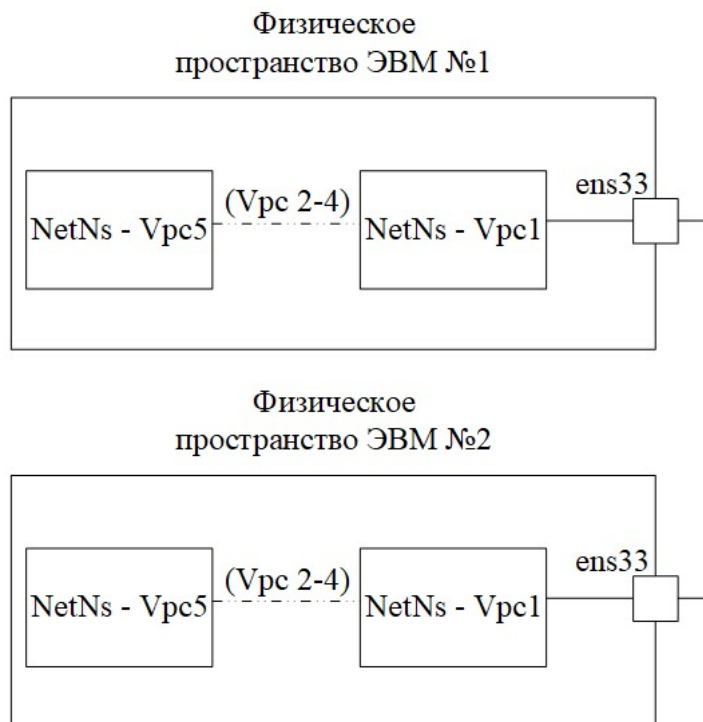 Физическое
пространство ЭВМ №1
ens33
(Vpc 2-4)
NetNs - Vpc5
NetNs - Vpc1
Физическое
пространство ЭВМ №2
ens33
(Vpc 2-4)
NetNs - Vpc5
NetNs - Vpc1